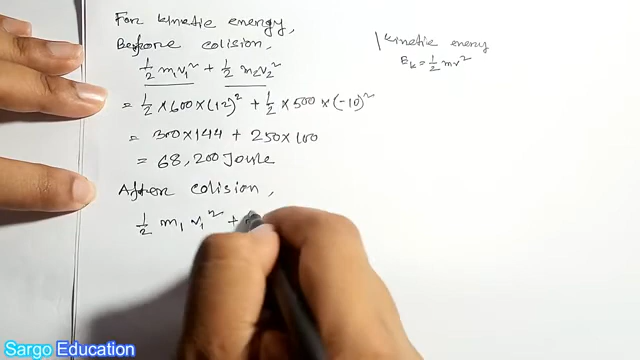 For kinetic energy,
Before colision,
½ m₁v₁² + ½ m₂v₂²
= ½ × 600 × (12)² + ½ × 500 × (-10)²
= 300 × 144 + 250 × 100
= 68,200 Joule
After colision,
½ m₁ v₁² +
kinetic enery
Eₖ = ½ mv²
Sargo Education